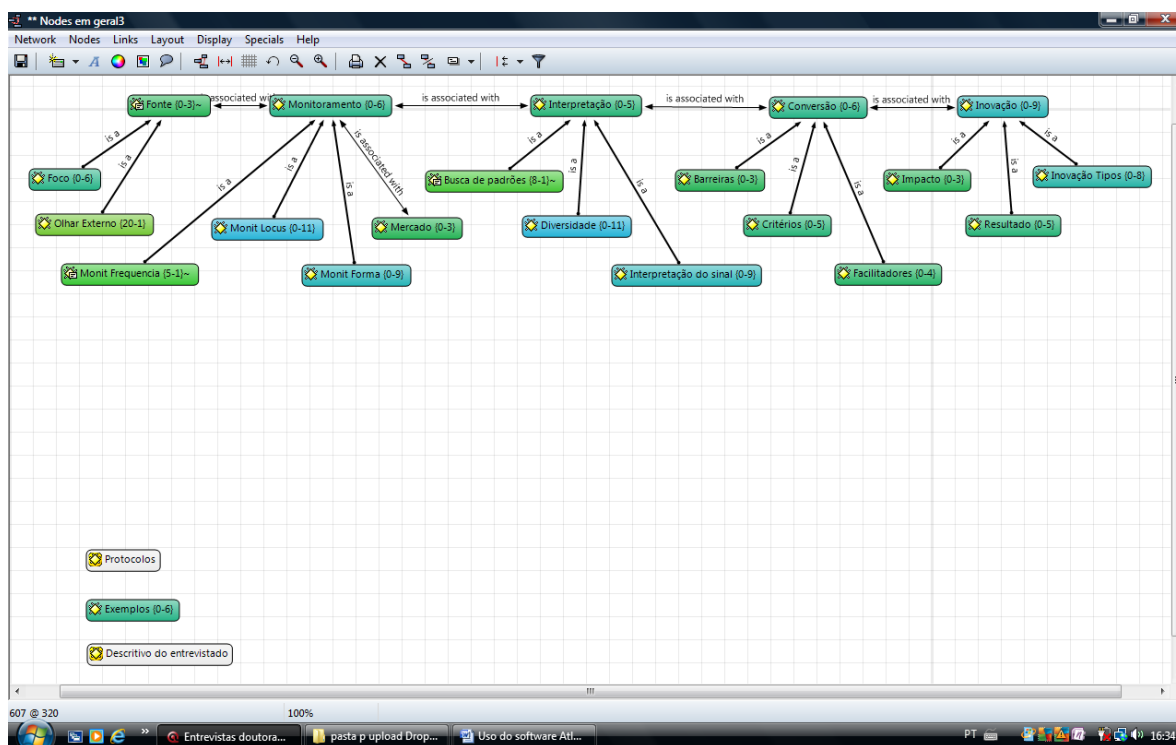 ** Nodes em geral3
Network Nodes Links Layout Display Specials Help
Fonte {0-3}~
is associated with
Monitoramento {0-6}
is associated with
Interpretação {0-5}
is associated with
Conversão {0-6}
is associated with
Inovação {0-9}
is a
is a
is a
is a
is a
is associated with
is a
is a
is a
is a
is a
is a
is a
is a
is a
Foco {0-6}
Busca de padrões {8-1}~
Barreiras {0-3}
Impacto {0-3}
Inovação Tipos {0-8}
Olhar Externo {20-1}
Monit Locus {0-11}
Mercado {0-3}
Diversidade {0-11}
Critérios {0-5}
Resultado {0-5}
Monit Frequencia {5-1}~
Monit Forma {0-9}
Interpretação do sinal {0-9}
Facilitadores {0-4}
Protocolos
Exemplos {0-6}
Descritivo do entrevistado
607 @ 320
100%
Entrevistas doutora...
pasta p upload Drop...
Uso do software Atl...
PT
16:34